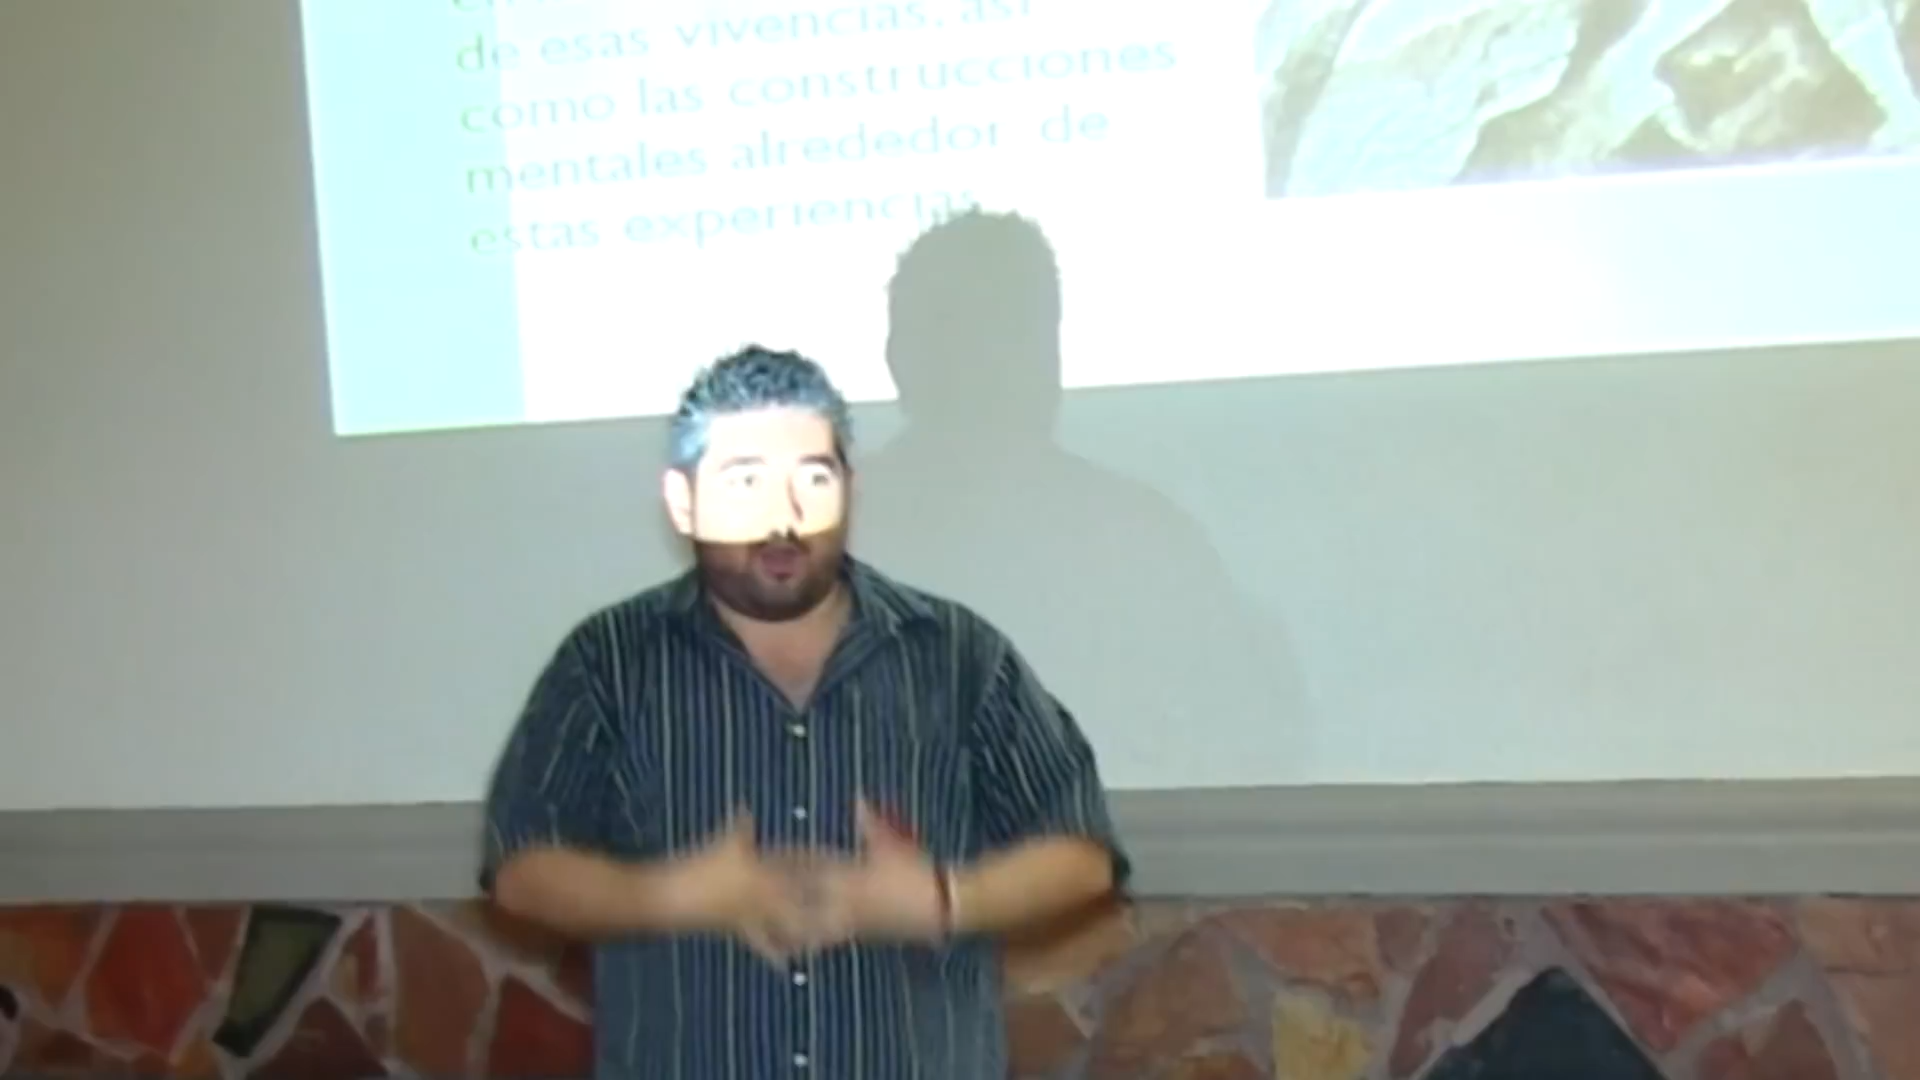 de esas vivencias, así
como las construcciones
mentales alrededor de
estas experiencias